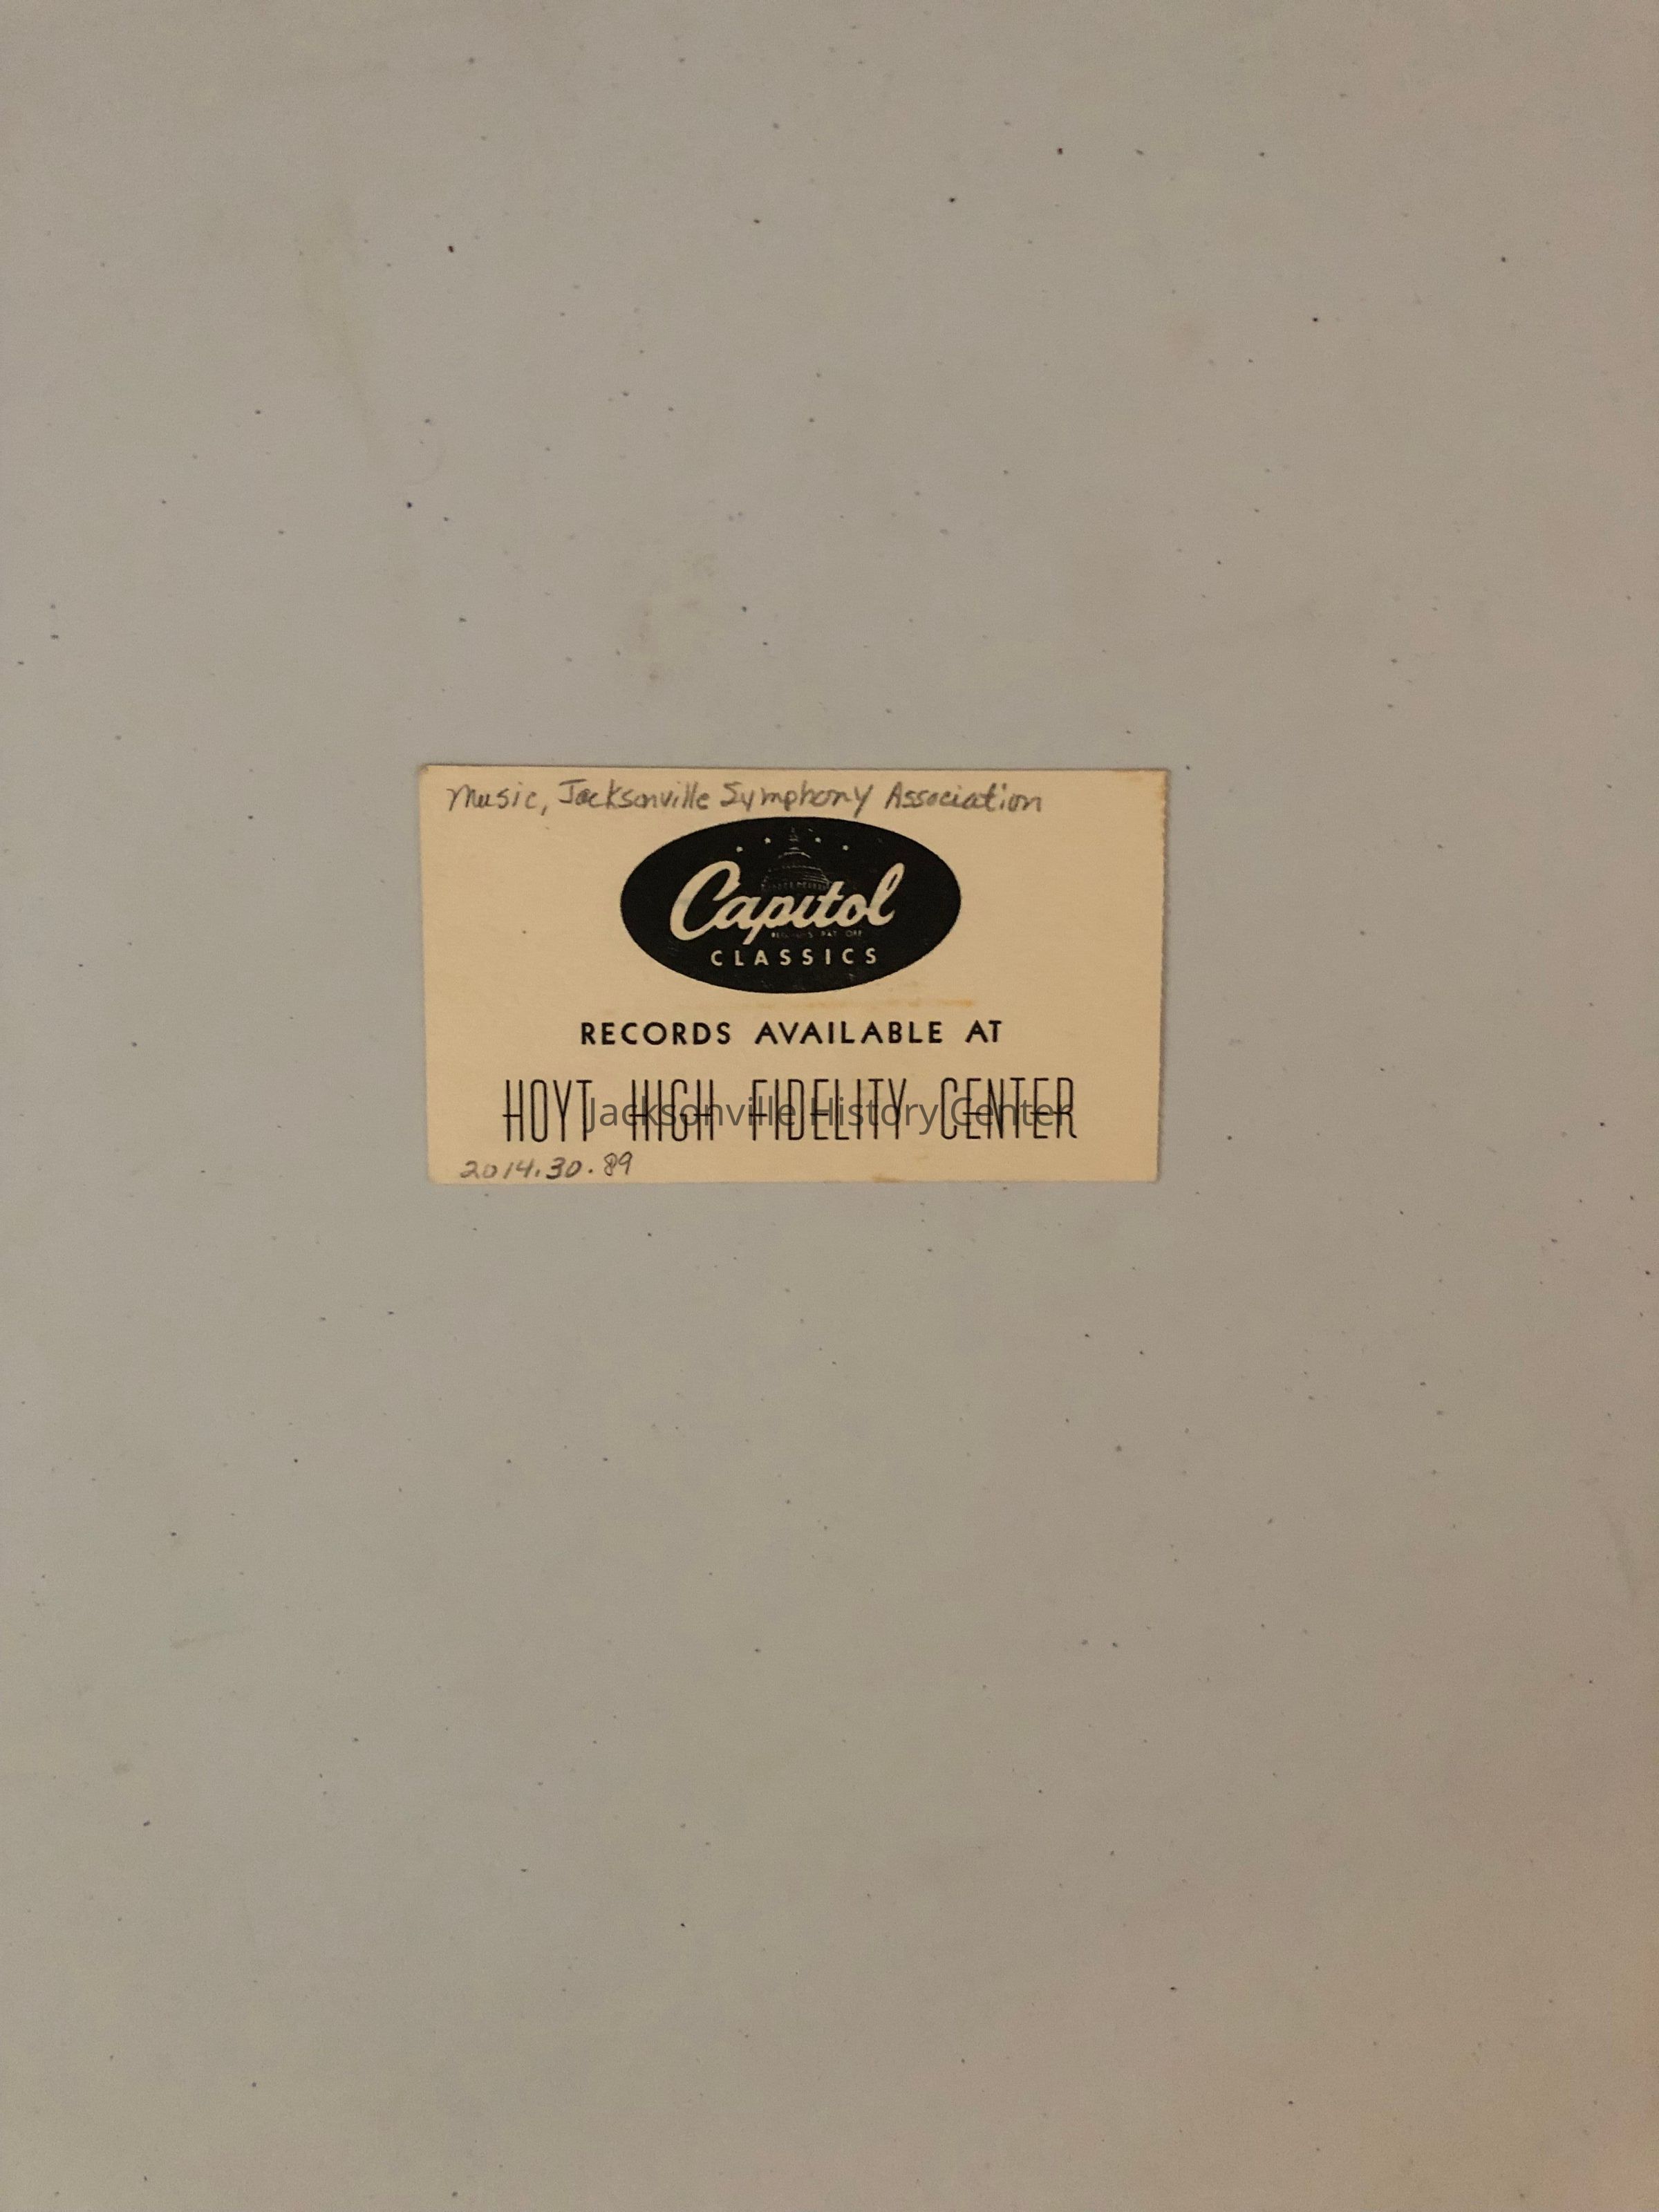 Music, Jacksonville Symphony Association
Capitol
CLASSICS
RECORDS AVAILABLE AT
HOYT HIGH FIDELITY CENTER
Jacksonville History Center
2014.30.89